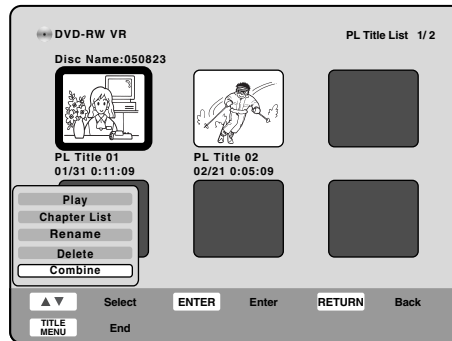 DVD-RW VR
PL Title List 1/2
Disc Name:050823
PL Title 01
01/31 0:11:09
PL Title 02
02/21 0:05:09
Play
Chapter List
Rename
Delete
Combine
▲▼ Select ENTER Enter RETURN Back
TITLE MENU End